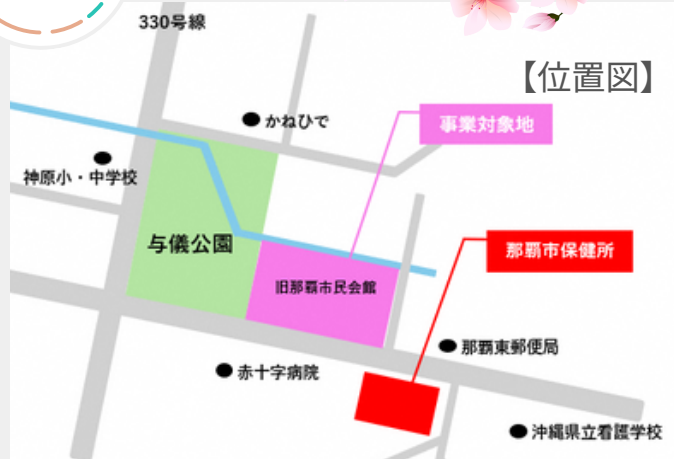 330号線
【位置図】
かねひで
事業対象地
神原小・中学校
与儀公園
那覇市保健所
旧那覇市民会館
那覇東郵便局
赤十字病院
沖縄県立看護学校